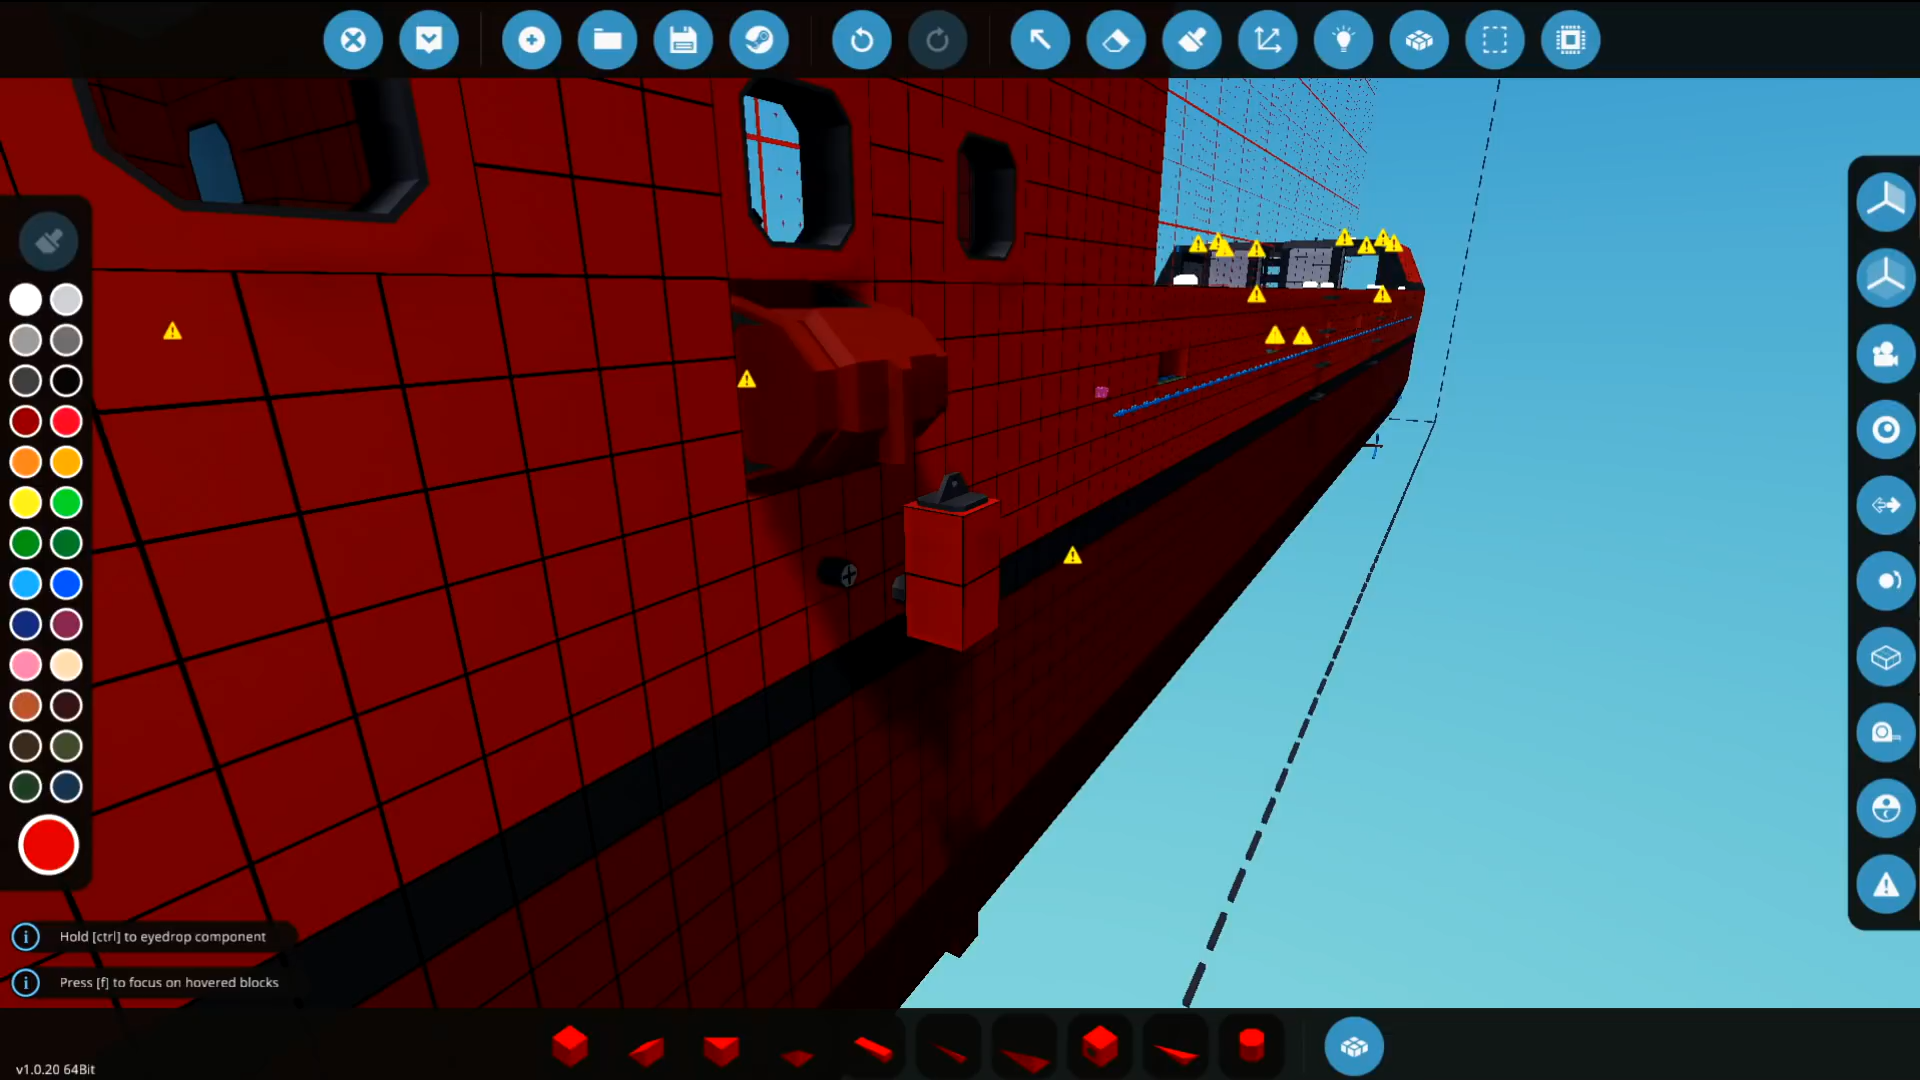 Hold [ctrl] to eyedrop component
Press [f] to focus on hovered blocks
v1.0.20 64Bit